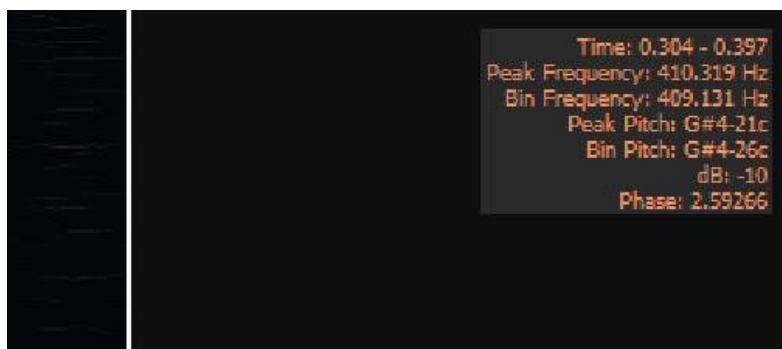 Time: 0.304 - 0.397
Peak Frequency: 410.319 Hz
Bin Frequency: 409.131 Hz
Peak Pitch: G#4-21c
Bin Pitch: G#4-26c
dB: -10
Phase: 2.59266